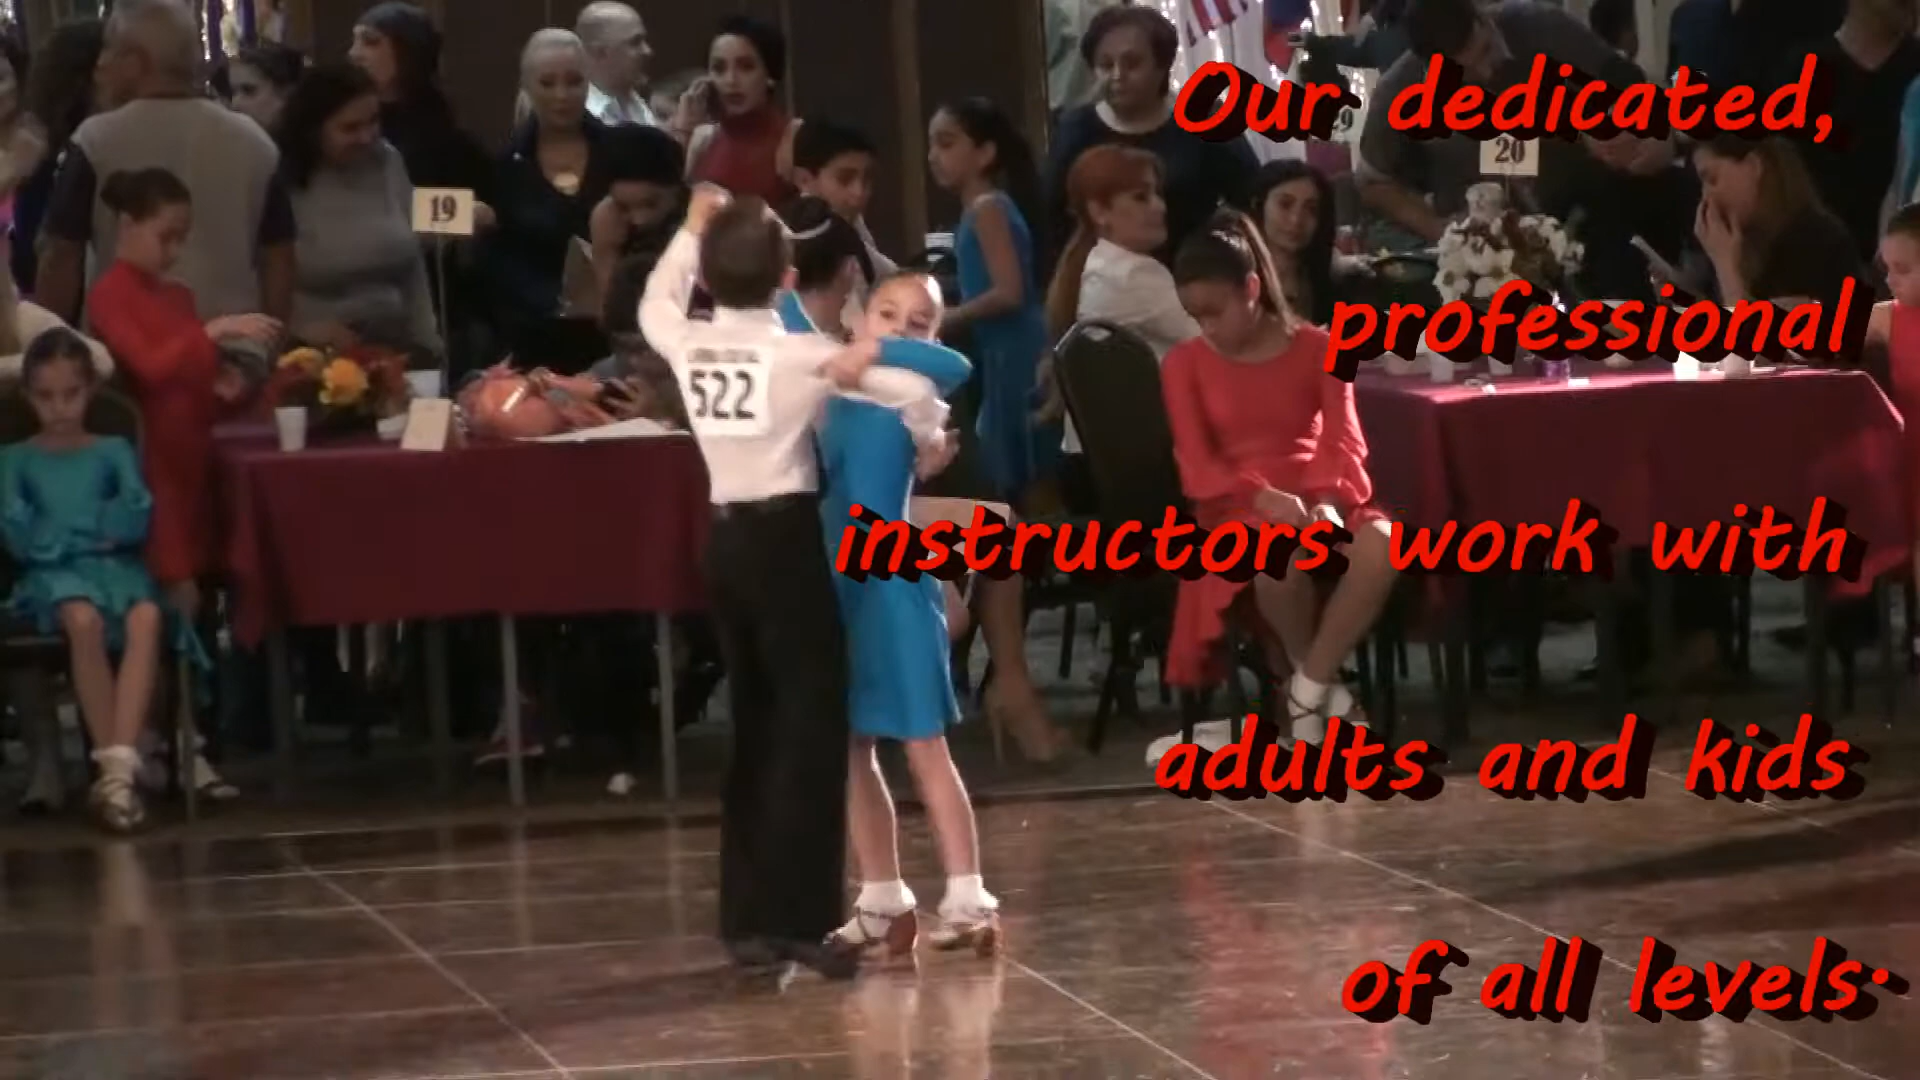 Our dedicated,
professional
instructors work with
adults and kids
of all levels.
19
20
522